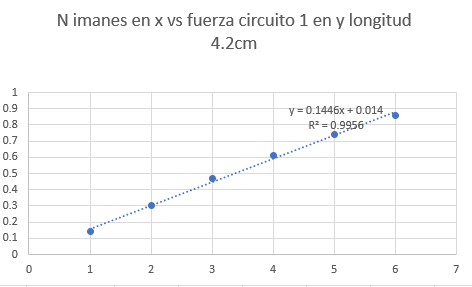 N imanes en x vs fuerza circuito 1 en y longitud
4.2cm
1
0.9
0.8
0.7
0.6
0.5
0.4
0.3
0.2
0.1
0
y = 0.1446x + 0.014
R² = 0.9956
0 1 2 3 4 5 6 7